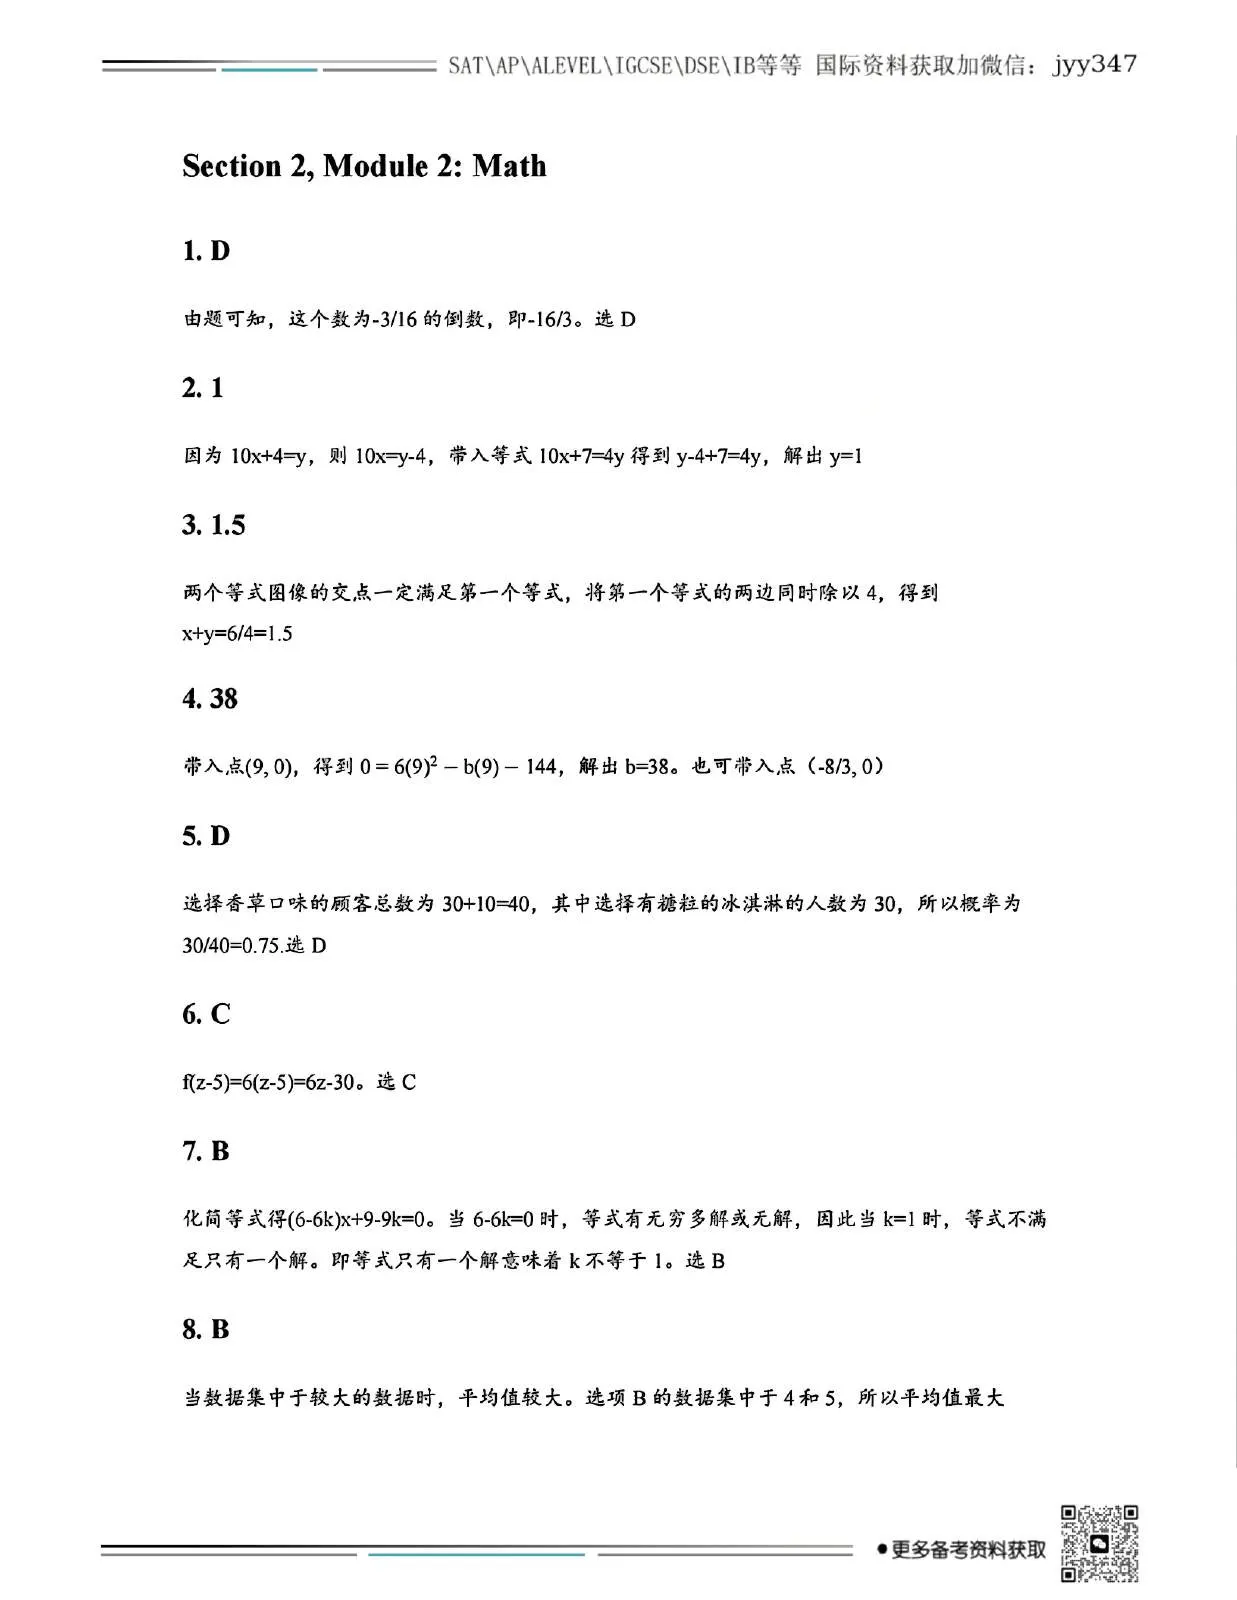 SAT\AP\ALEVEL\IGCSE\DSE\IB等等 国际资料获取加微信：jyy347
Section 2, Module 2: Math
1. D
由题可知，这个数为-3/16 的倒数，即-16/3。选 D
2. 1
因为 10x+4=y，则 10x=y-4，带入等式 10x+7=4y 得到 y-4+7=4y，解出 y=1
3. 1.5
两个等式图像的交点一定满足第一个等式，将第一个等式的两边同时除以 4，得到
x+y=6/4=1.5
4. 38
带入点(9, 0)，得到 0 = 6(9)² − b(9) − 144，解出 b=38。也可带入点（-8/3, 0）
5. D
选择香草口味的顾客总数为 30+10=40，其中选择有糖粒的冰淇淋的人数为 30，所以概率为
30/40=0.75.选 D
6. C
f(z-5)=6(z-5)=6z-30。选 C
7. B
化简等式得(6-6k)x+9-9k=0。当 6-6k=0 时，等式有无穷多解或无解，因此当 k=1 时，等式不满
足只有一个解。即等式只有一个解意味着 k 不等于 1。选 B
8. B
当数据集中于较大的数据时，平均值较大。选项 B 的数据集中于 4 和 5，所以平均值最大
●更多备考资料获取